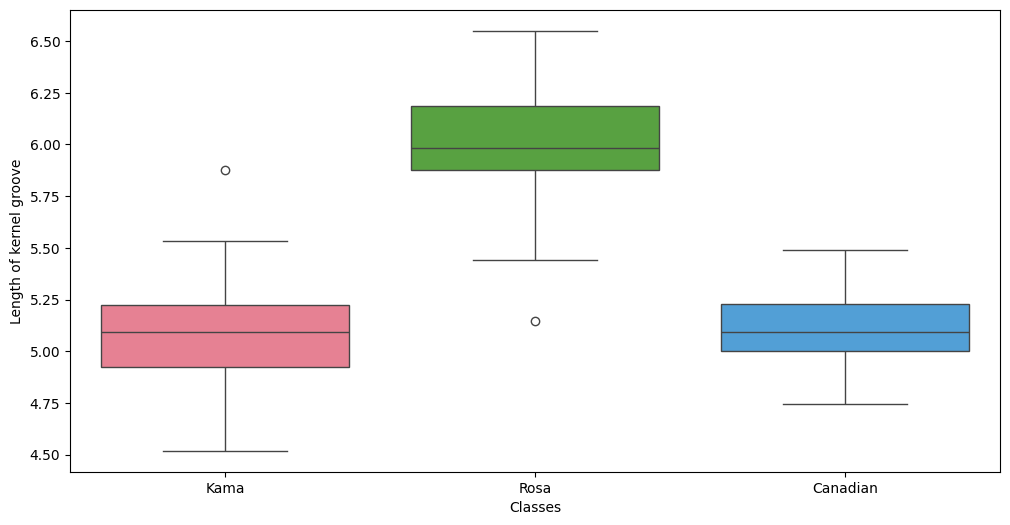 Length of kernel groove
6.50
6.25
6.00
5.75
5.50
5.25
5.00
4.75
4.50
Kama
Rosa
Canadian
Classes